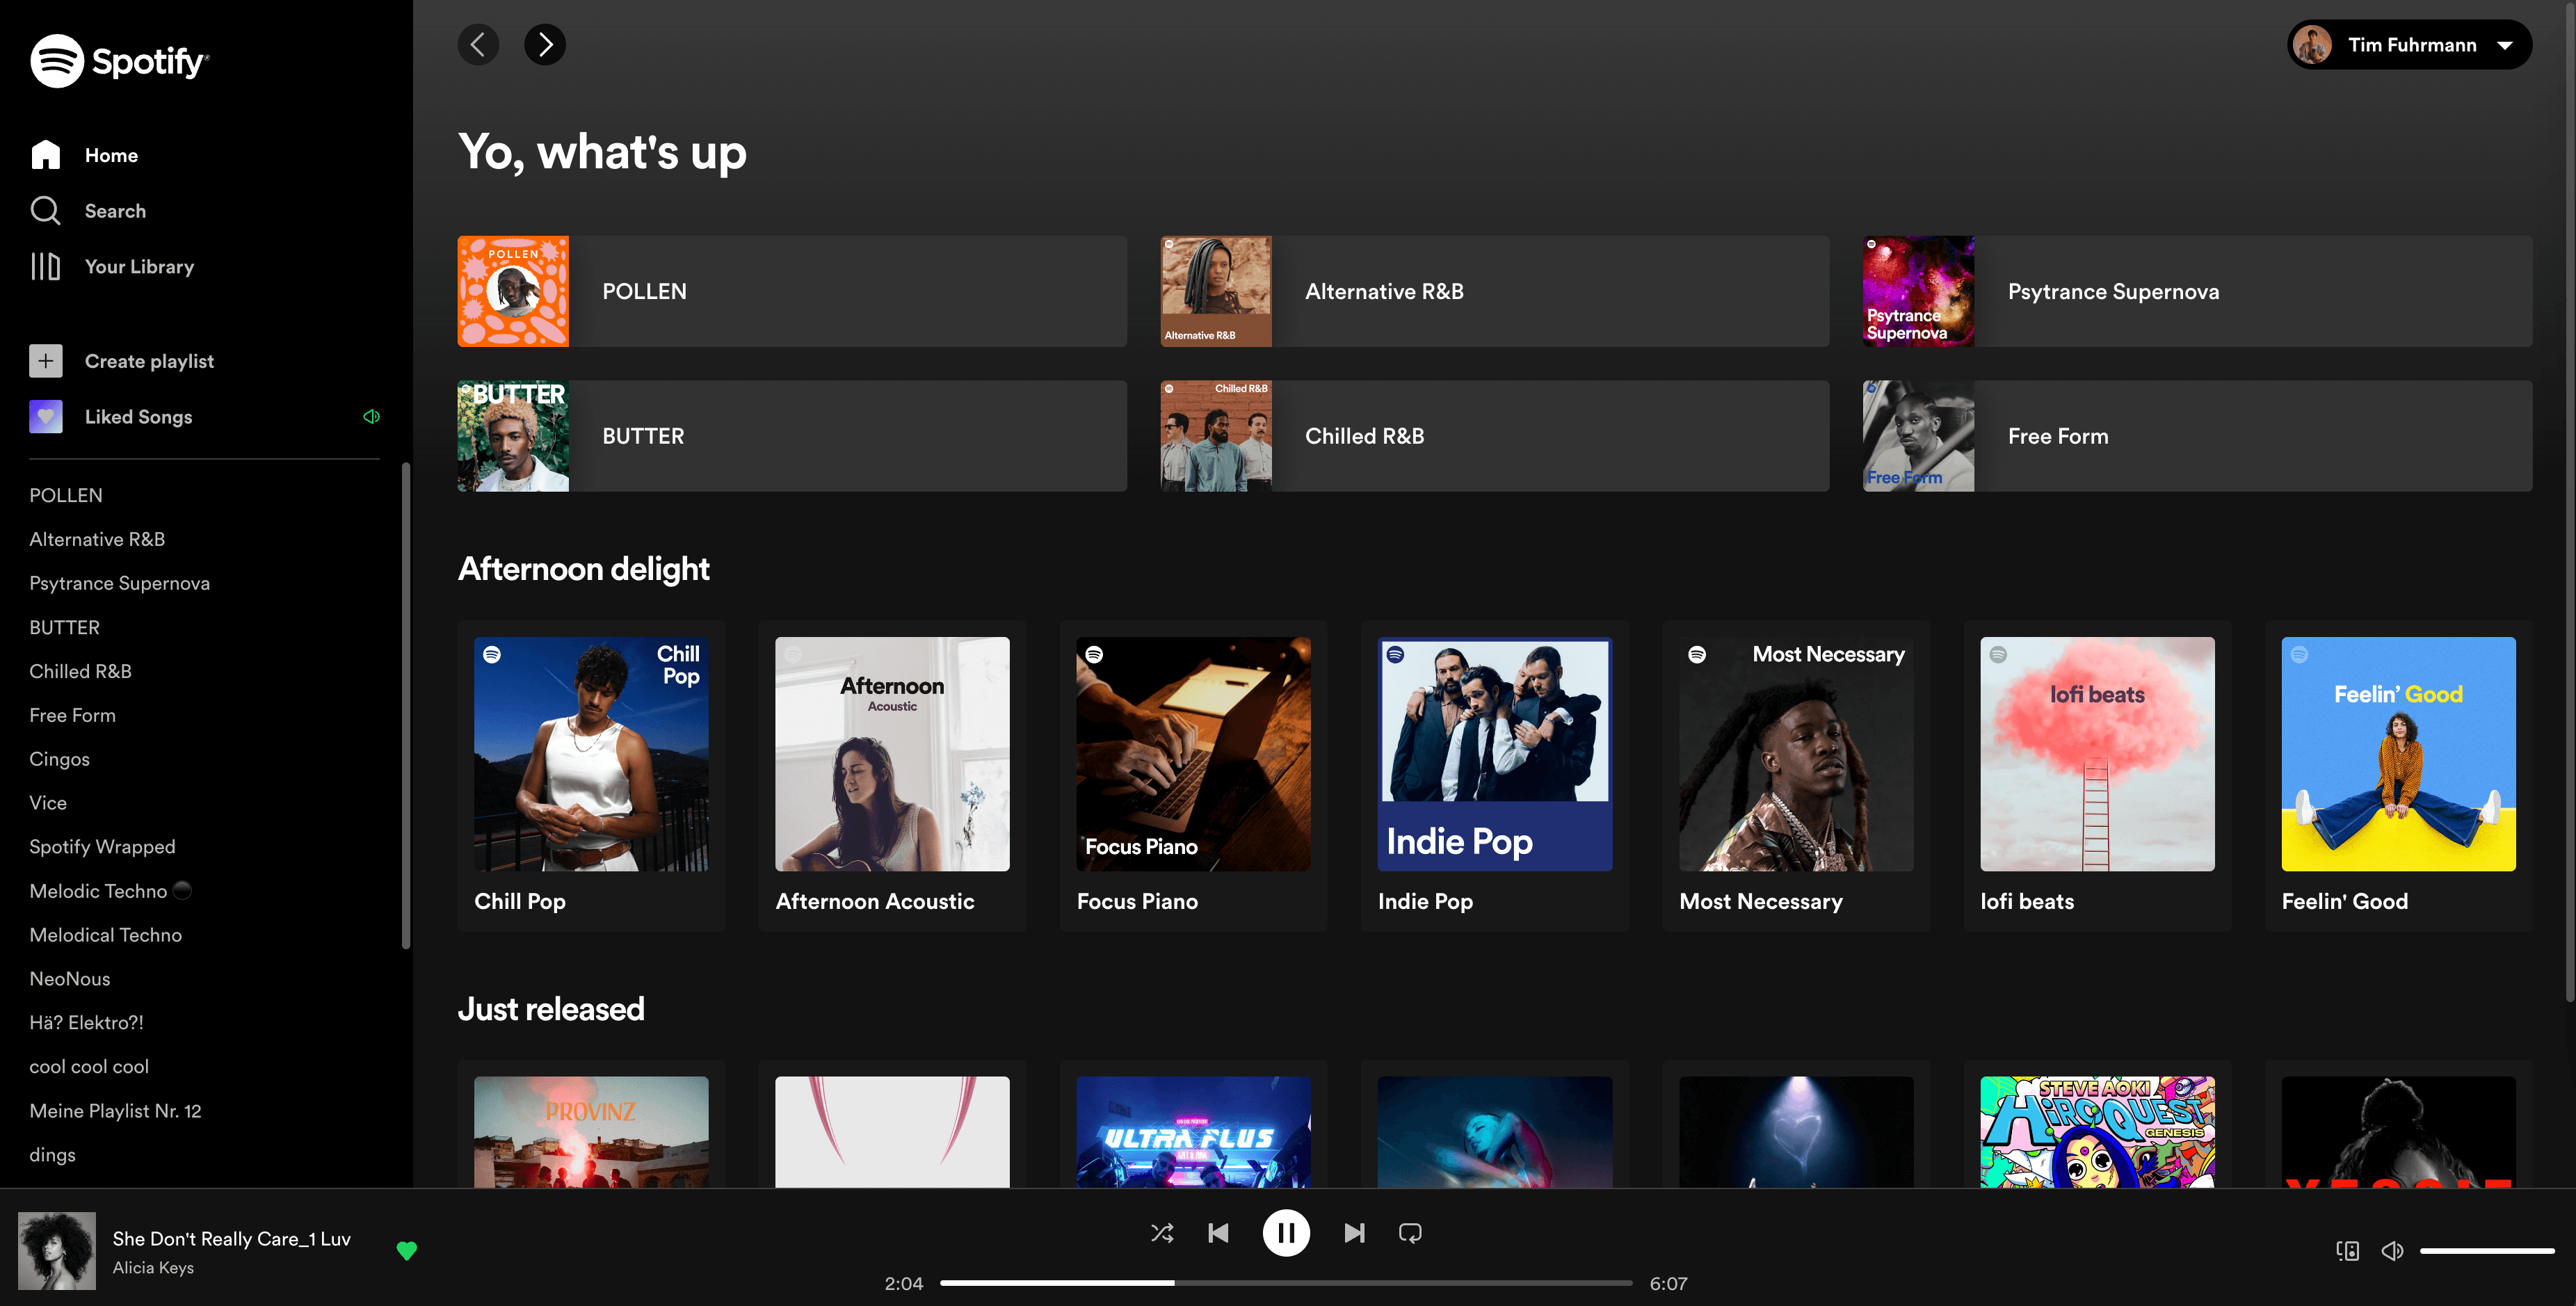 Spotify
Home
Search
Your Library
Create playlist
Liked Songs
POLLEN
Alternative R&B
Psytrance Supernova
BUTTER
Chilled R&B
Free Form
Cingos
Vice
Spotify Wrapped
Melodic Techno
Melodical Techno
NeoNous
Hä? Elektro?!
cool cool cool
Meine Playlist Nr. 12
dings
Tim Fuhrmann
Yo, what's up
POLLEN
POLLEN
Alternative R&B
Alternative R&B
Psytrance
Supernova
Psytrance Supernova
BUTTER
BUTTER
Chilled R&B
Chilled R&B
Free Form
Free Form
Afternoon delight
Chill
Pop
Chill Pop
Afternoon
Acoustic
Afternoon Acoustic
Focus Piano
Focus Piano
Indie Pop
Indie Pop
Most Necessary
Most Necessary
lofi beats
lofi beats
Feelin' Good
Feelin' Good
Just released
PROVINZ
ULTRA PLUS
STEVE AOKI
HiROQUEST
GENESIS
She Don't Really Care_1 Luv
Alicia Keys
2:04
6:07